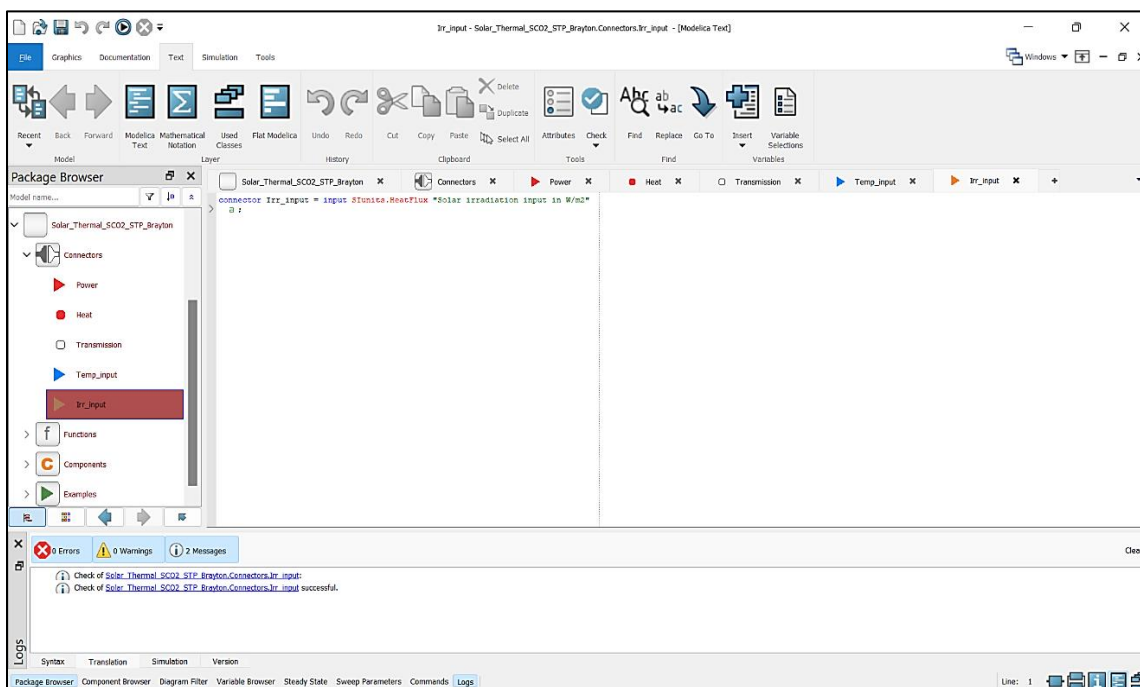 Irr_input - Solar_Thermal_SCO2_STP_Brayton.Connectors.Irr_input - [Modelica Text]
File Graphics Documentation Text Simulation Tools Windows
Recent Back Forward Modelica Text Mathematical Notation Used Classes Flat Modelica Undo Redo Cut Copy Paste Delete Duplicate Select All Attributes Check Find Replace Go To Insert Variable Selections
Model Layer History Clipboard Tools Find Variables
Package Browser
Solar_Thermal_SCO2_STP_Brayton Connectors Power Heat Transmission Temp_input Irr_input +
Model name...
connector Irr_input = input SIunits.HeatFlux "Solar irradiation input in W/m2"
a ;
Solar_Thermal_SCO2_STP_Brayton
Connectors
Power
Heat
Transmission
Temp_input
Irr_input
f Functions
C Components
Examples
0 Errors 0 Warnings 2 Messages Clea
Check of Solar_Thermal_SCO2_STP_Brayton.Connectors.Irr_input:
Check of Solar_Thermal_SCO2_STP_Brayton.Connectors.Irr_input successful.
Logs
Syntax Translation Simulation Version
Package Browser Component Browser Diagram Filter Variable Browser Steady State Sweep Parameters Commands Logs Line: 1